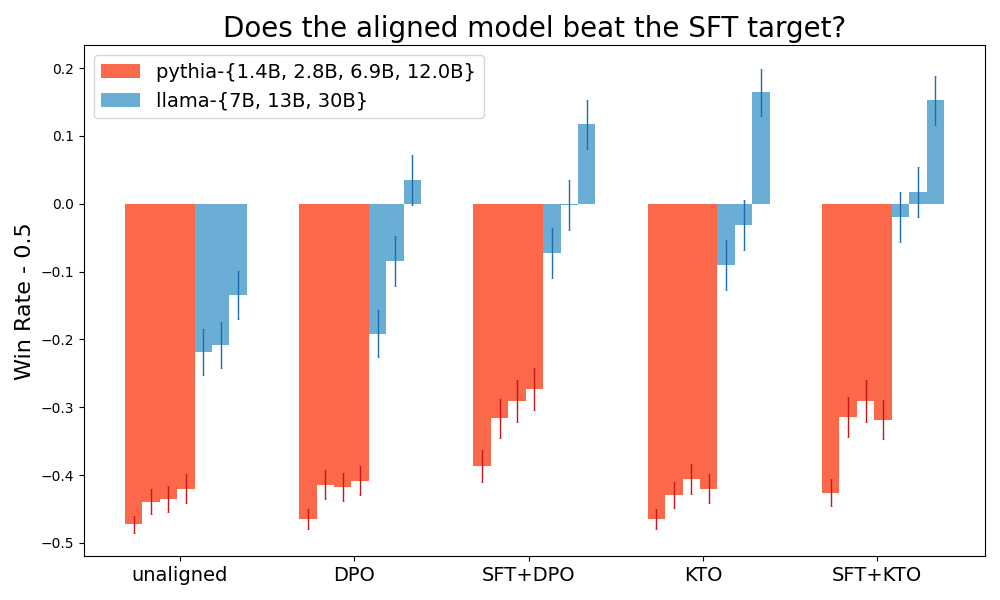 Does the aligned model beat the SFT target?
pythia-{1.4B, 2.8B, 6.9B, 12.0B}
llama-{7B, 13B, 30B}
Win Rate - 0.5
0.2
0.1
0.0
−0.1
−0.2
−0.3
−0.4
−0.5
unaligned
DPO
SFT+DPO
KTO
SFT+KTO